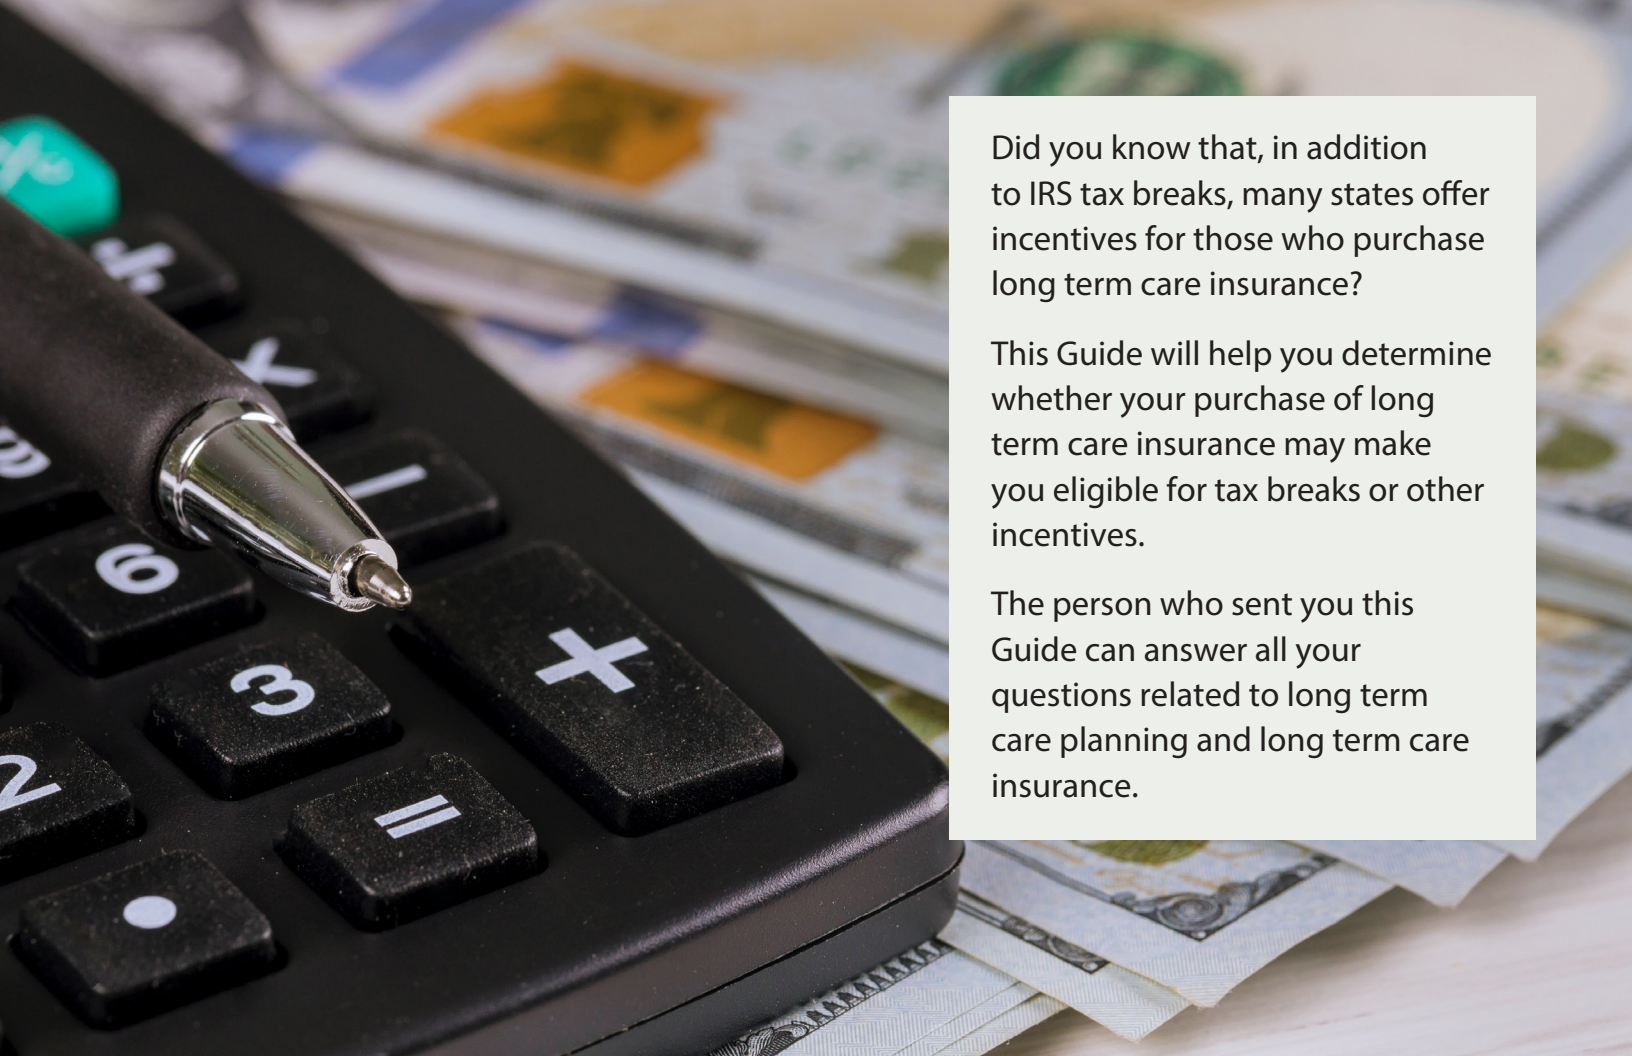 Did you know that, in addition
to IRS tax breaks, many states offer
incentives for those who purchase
long term care insurance?
This Guide will help you determine
whether your purchase of long
term care insurance may make
you eligible for tax breaks or other
incentives.
The person who sent you this
Guide can answer all your
questions related to long term
care planning and long term care
insurance.
÷
×
−
6
+
3
2
=